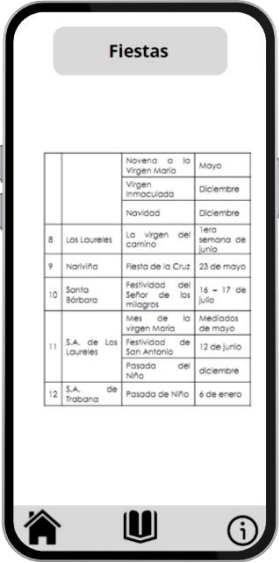 Fiestas
Novena a la
Virgen María
Mayo
Virgen
Inmaculada
Diciembre
Navidad
Diciembre
8
Los Laureles
La virgen del
camino
1era
semana de
junio
9
Nariviña
Fiesta de la Cruz
23 de mayo
10
Santa
Bárbara
Festividad del
Señor de los
milagros
16 – 17 de
julio
11
S.A. de Los
Laureles
Mes de la
virgen María
Mediados
de mayo
Festividad de
San Antonio
12 de junio
Pasada del
Niño
diciembre
12
S.A. de
Trabana
Pasada de Niño
6 de enero